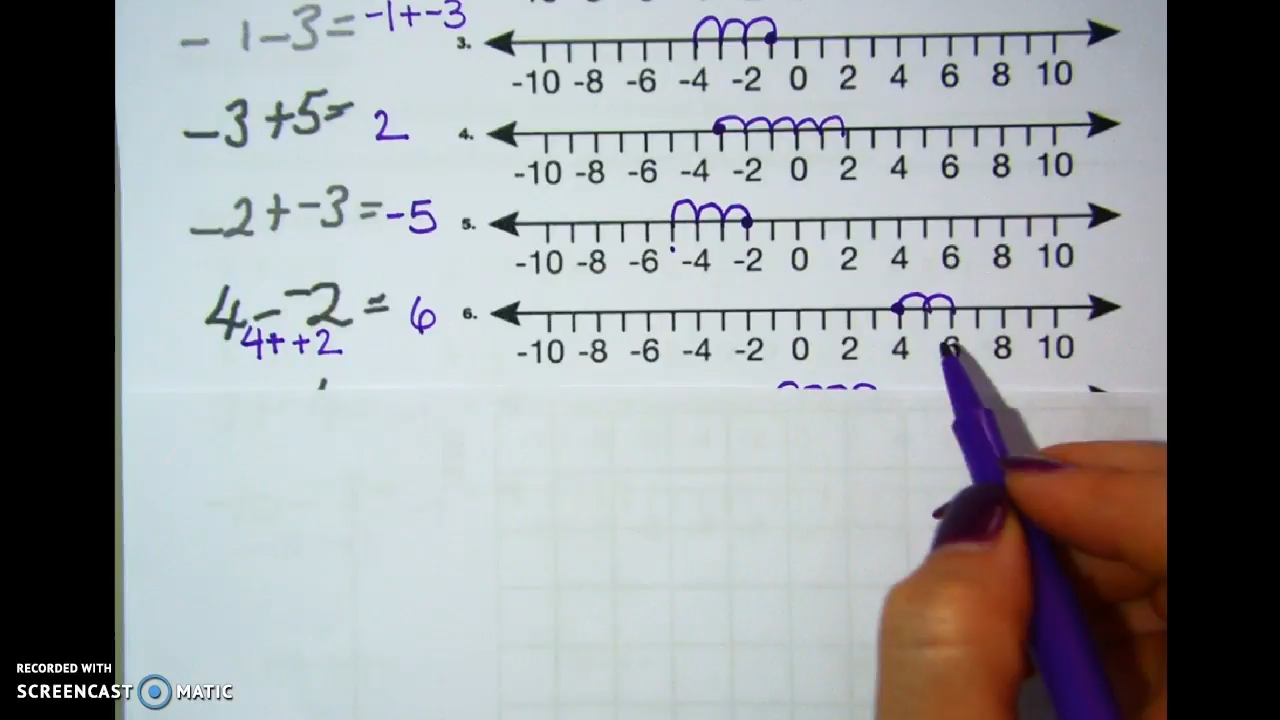 - 1 - 3 = -1 + -3
3.
-10 -8 -6 -4 -2 0 2 4 6 8 10
-3 + 5 = 2
4.
-10 -8 -6 -4 -2 0 2 4 6 8 10
-2 + -3 = -5
5.
-10 -8 -6 -4 -2 0 2 4 6 8 10
4 - -2 = 6
4 + +2
6.
-10 -8 -6 -4 -2 0 2 4 6 8 10
RECORDED WITH
SCREENCAST MATIC